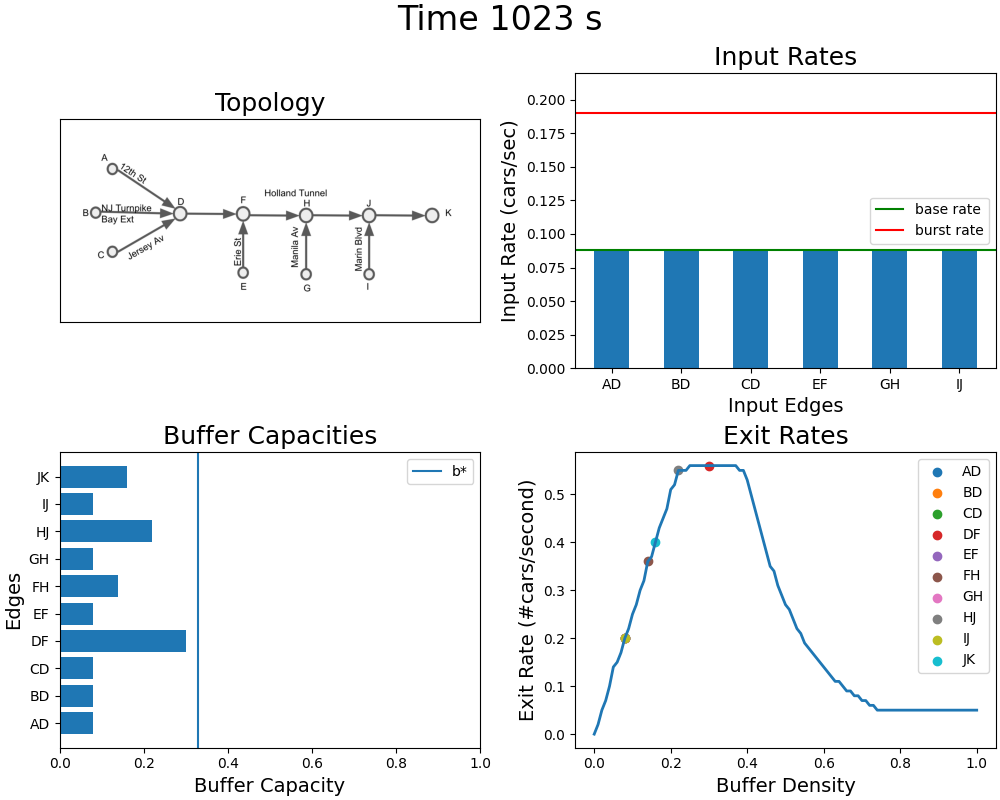 Time 1023 s
Topology
A
12th St
B
NJ Turnpike
Bay Ext
C
Jersey Av
D
F
Holland Tunnel
H
J
K
Erie St
Manila Av
Marin Blvd
E
G
I
Input Rates
Input Rate (cars/sec)
0.200
0.175
0.150
0.125
0.100
0.075
0.050
0.025
0.000
base rate
burst rate
AD
BD
CD
EF
GH
IJ
Input Edges
Buffer Capacities
Edges
JK
IJ
HJ
GH
FH
EF
DF
CD
BD
AD
b*
0.0
0.2
0.4
0.6
0.8
1.0
Buffer Capacity
Exit Rates
Exit Rate (#cars/second)
0.5
0.4
0.3
0.2
0.1
0.0
AD
BD
CD
DF
EF
FH
GH
HJ
IJ
JK
0.0
0.2
0.4
0.6
0.8
1.0
Buffer Density